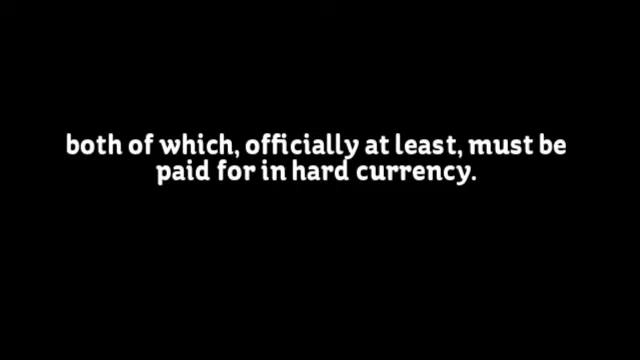 both of which, officially at least, must be
paid for in hard currency.